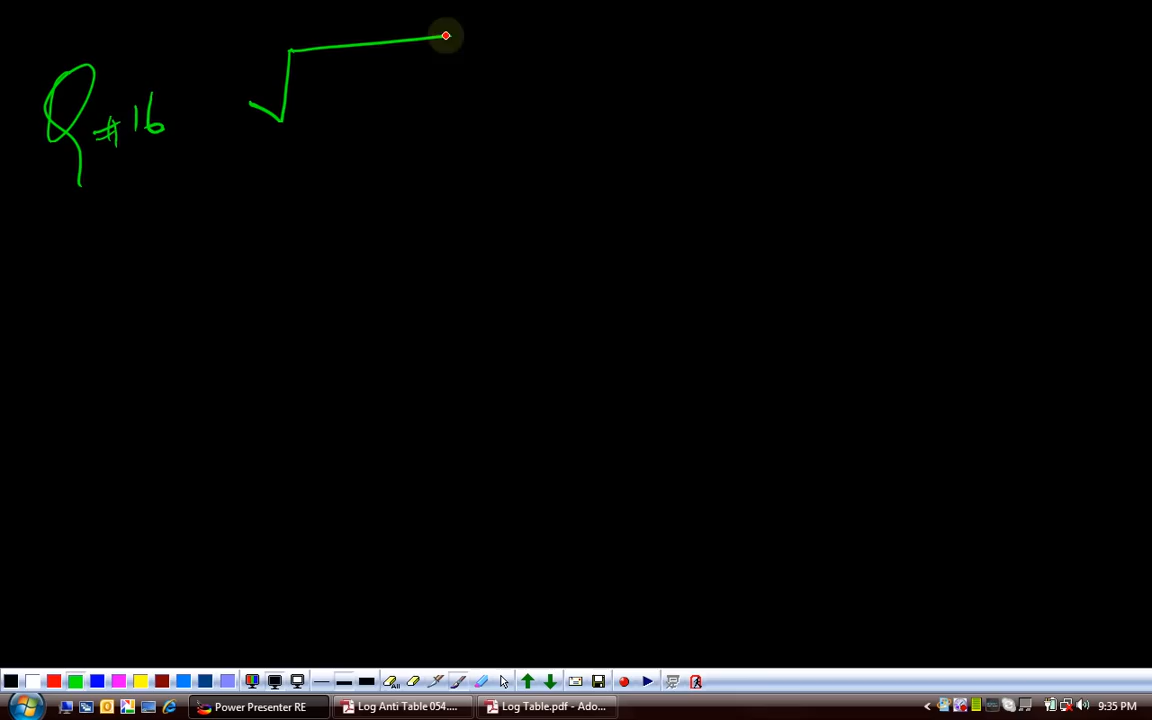 Q #16 √
Power Presenter RE
Log Anti Table 054....
Log Table.pdf - Ado...
9:35 PM